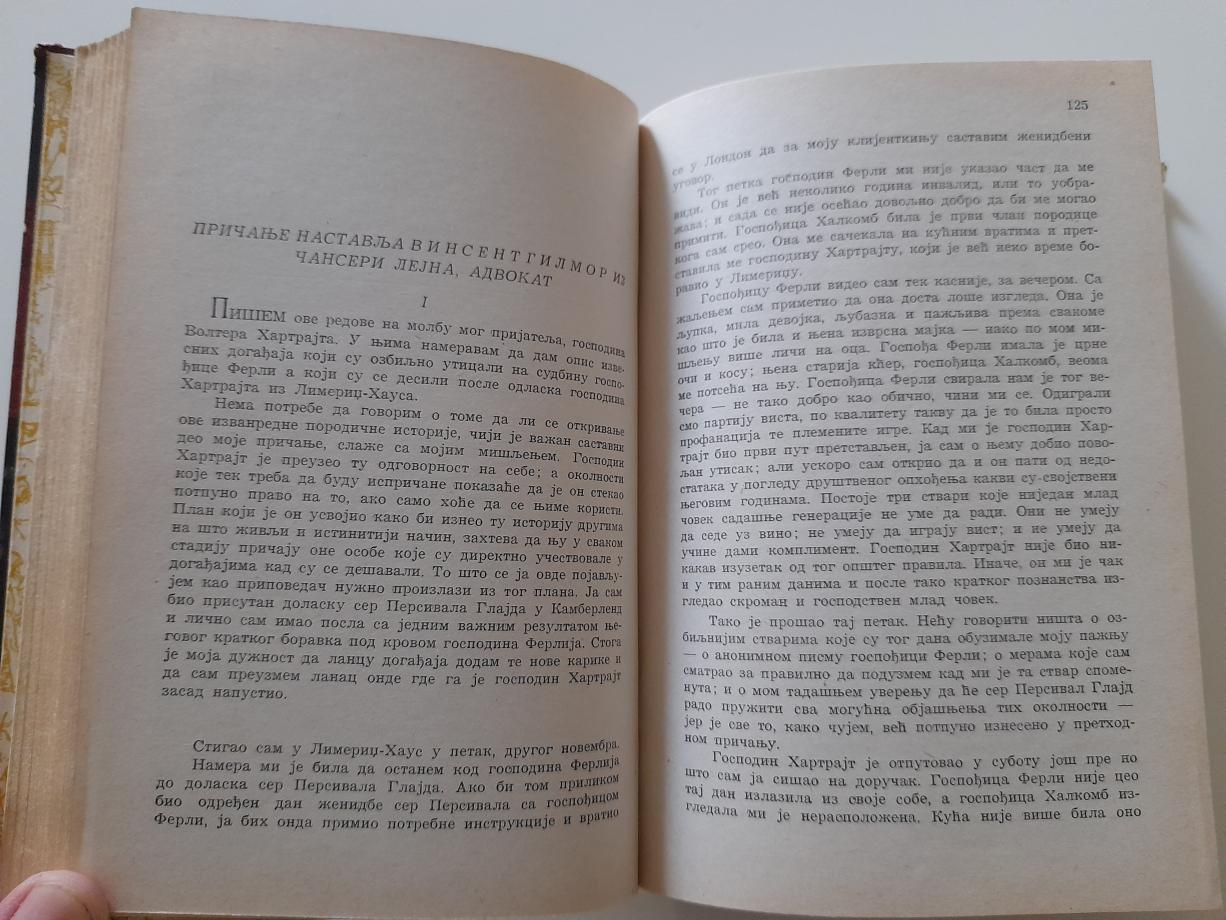 ПРИЧАЊЕ НАСТАВЉА ВИНСЕНТ ГИЛМОР ИЗ
ЧАНСЕРИ ЛЕЈНА, АДВОКАТ
I
Пишем ове редове на молбу мог пријатеља, господина
Волтера Хартрајта. У њима намеравам да дам опис изве-
сних догађаја који су озбиљно утицали на судбину госпо-
ђице Ферли а који су се десили после одласка господина
Хартрајта из Лимериџ-Хауса.
Нема потребе да говорим о томе да ли се откривање
ове изванредне породичне историје, чији је важан саставни
део моје причање, слаже са мојим мишљењем. Господин
Хартрајт је преузео ту одговорност на себе; а околности
које тек треба да буду испричане показаће да је он стекао
потпуно право на то, ако само хоће да се њиме користи.
План који је он усвојио како би изнео ту историју другима
на што живљи и истинитији начин, захтева да њу у сваком
стадију причају оне особе које су директно учествовале у
догађајима кад су се дешавали. То што се ја овде појављу-
јем као приповедач нужно произлази из тог плана. Ја сам
био присутан доласку сер Персивала Глајда у Камберленд
и лично сам имао посла са једним важним резултатом ње-
говог кратког боравка под кровом господина Ферлија. Стога
је моја дужност да ланцу догађаја додам те нове карике и
да сам преузмем ланац онде где га је господин Хартрајт
засад напустио.
Стигао сам у Лимериџ-Хаус у петак, другог новембра.
Намера ми је била да останем код господина Ферлија
до доласка сер Персивала Глајда. Ако би том приликом
био одређен дан женидбе сер Персивала са госпођицом
Ферли, ја бих онда примио потребне инструкције и вратио
125
се у Лондон да за моју клијенткињу саставим женидбени
уговор.
Тог петка господин Ферли ми није указао част да ме
види. Он је већ неколико година инвалид, или то уобра-
жава; и сада се није осећао довољно добро да би ме могао
примити. Госпођица Халкомб била је први члан породице
кога сам срео. Она ме сачекала на кућним вратима и прет-
ставила ме господину Хартрајту, који је већ неко време бо-
равио у Лимериџу.
Госпођицу Ферли видео сам тек касније, за вечером. Са
жаљењем сам приметио да она доста лоше изгледа. Она је
љупка, мила девојка, љубазна и пажљива према свакоме
као што је била и њена изврсна мајка — иако по мом ми-
шљењу више личи на оца. Госпођа Ферли имала је црне
очи и косу; њена старија кћер, госпођица Халкомб, веома
ме потсећа на њу. Госпођица Ферли свирала нам је тог ве-
чера — не тако добро као обично, чини ми се. Одиграли
смо партију виста, по квалитету такву да је то била просто
профанација те племените игре. Кад ми је господин Хар-
трајт био први пут претстављен, ја сам о њему добио пово-
љан утисак; али ускоро сам открио да и он пати од недо-
статака у погледу друштвеног опхођења какви су својствени
његовим годинама. Постоје три ствари које ниједан млад
човек садашње генерације не уме да ради. Они не умеју
да седе уз вино; не умеју да играју вист; и не умеју да
учине дами комплимент. Господин Хартрајт није био ни-
какав изузетак од тог општег правила. Иначе, он ми је чак
и у тим раним данима и после тако кратког познанства из-
гледао скроман и господствен млад човек.
Тако је прошао тај петак. Нећу говорити ништа о оз-
биљнијим стварима које су тог дана обузимале моју пажњу
— о анонимном писму госпођици Ферли; о мерама које сам
сматрао за правилно да подузмем кад ми је та ствар споме-
нута; и о мом тадашњем уверењу да ће сер Персивал Глајд
радо пружити сва могућна објашњења тих околности —
јер је све то, како чујем, већ потпуно изнесено у претход-
ном причању.
Господин Хартрајт је отпутовао у суботу још пре но
што сам ја сишао на доручак. Госпођица Ферли није цео
тај дан излазила из своје собе, а госпођица Халкомб из-
гледала ми је нерасположена. Кућа није више била оно